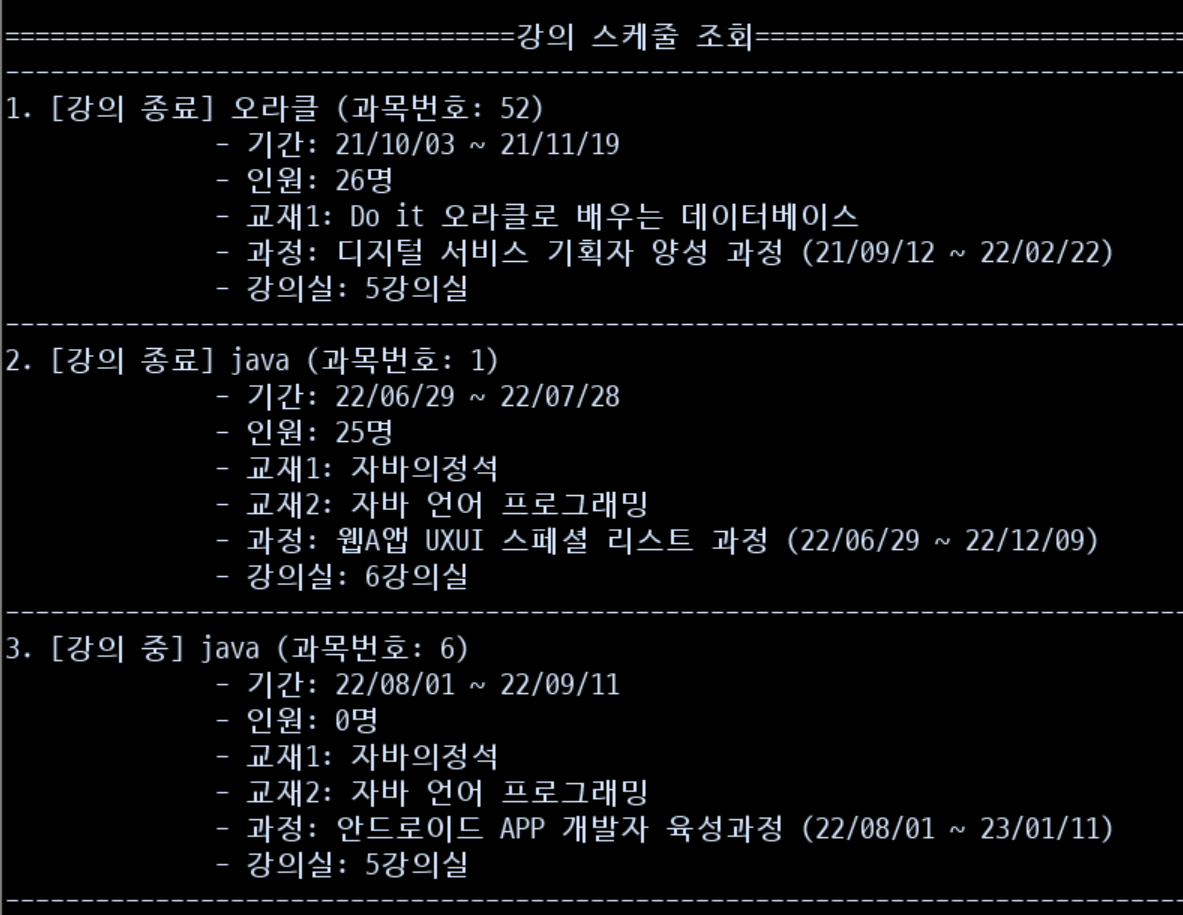 ==================================강의 스케줄 조회=============================
-------------------------------------------------------------------------------
1. [강의 종료] 오라클 (과목번호: 52)
- 기간: 21/10/03 ~ 21/11/19
- 인원: 26명
- 교재1: Do it 오라클로 배우는 데이터베이스
- 과정: 디지털 서비스 기획자 양성 과정 (21/09/12 ~ 22/02/22)
- 강의실: 5강의실
-------------------------------------------------------------------------------
2. [강의 종료] java (과목번호: 1)
- 기간: 22/06/29 ~ 22/07/28
- 인원: 25명
- 교재1: 자바의정석
- 교재2: 자바 언어 프로그래밍
- 과정: 웹A앱 UXUI 스페셜 리스트 과정 (22/06/29 ~ 22/12/09)
- 강의실: 6강의실
-------------------------------------------------------------------------------
3. [강의 중] java (과목번호: 6)
- 기간: 22/08/01 ~ 22/09/11
- 인원: 0명
- 교재1: 자바의정석
- 교재2: 자바 언어 프로그래밍
- 과정: 안드로이드 APP 개발자 육성과정 (22/08/01 ~ 23/01/11)
- 강의실: 5강의실
-------------------------------------------------------------------------------